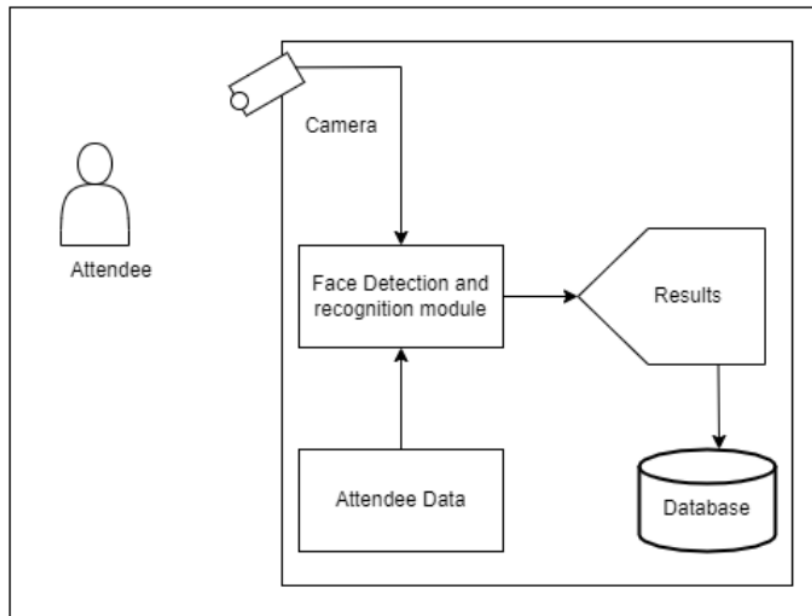 Camera
Attendee
Face Detection and
recognition module
Results
Attendee Data
Database